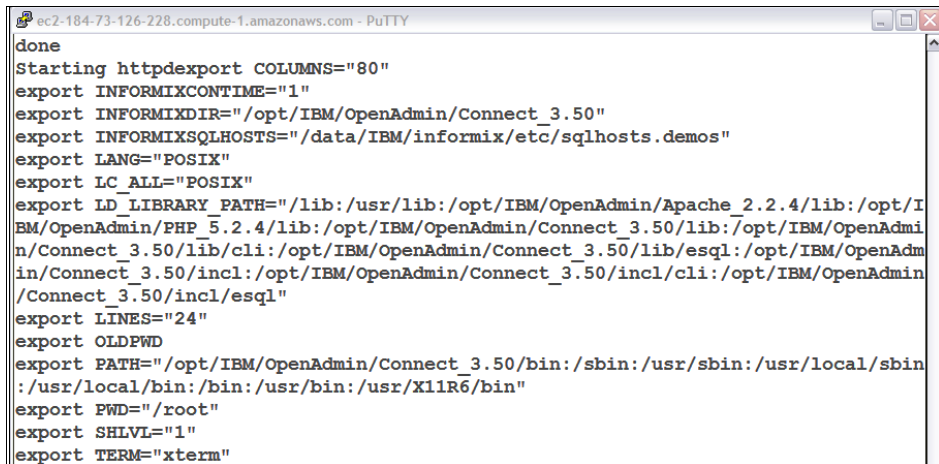 ec2-184-73-126-228.compute-1.amazonaws.com - PuTTY
done
Starting httpdexport COLUMNS="80"
export INFORMIXCONTIME="1"
export INFORMIXDIR="/opt/IBM/OpenAdmin/Connect_3.50"
export INFORMIXSQLHOSTS="/data/IBM/informix/etc/sqlhosts.demos"
export LANG="POSIX"
export LC_ALL="POSIX"
export LD_LIBRARY_PATH="/lib:/usr/lib:/opt/IBM/OpenAdmin/Apache_2.2.4/lib:/opt/I
BM/OpenAdmin/PHP_5.2.4/lib:/opt/IBM/OpenAdmin/Connect_3.50/lib:/opt/IBM/OpenAdmi
n/Connect_3.50/lib/cli:/opt/IBM/OpenAdmin/Connect_3.50/lib/esql:/opt/IBM/OpenAdm
in/Connect_3.50/incl:/opt/IBM/OpenAdmin/Connect_3.50/incl/cli:/opt/IBM/OpenAdmin
/Connect_3.50/incl/esql"
export LINES="24"
export OLDPWD
export PATH="/opt/IBM/OpenAdmin/Connect_3.50/bin:/sbin:/usr/sbin:/usr/local/sbin
:/usr/local/bin:/bin:/usr/bin:/usr/X11R6/bin"
export PWD="/root"
export SHLVL="1"
export TERM="xterm"